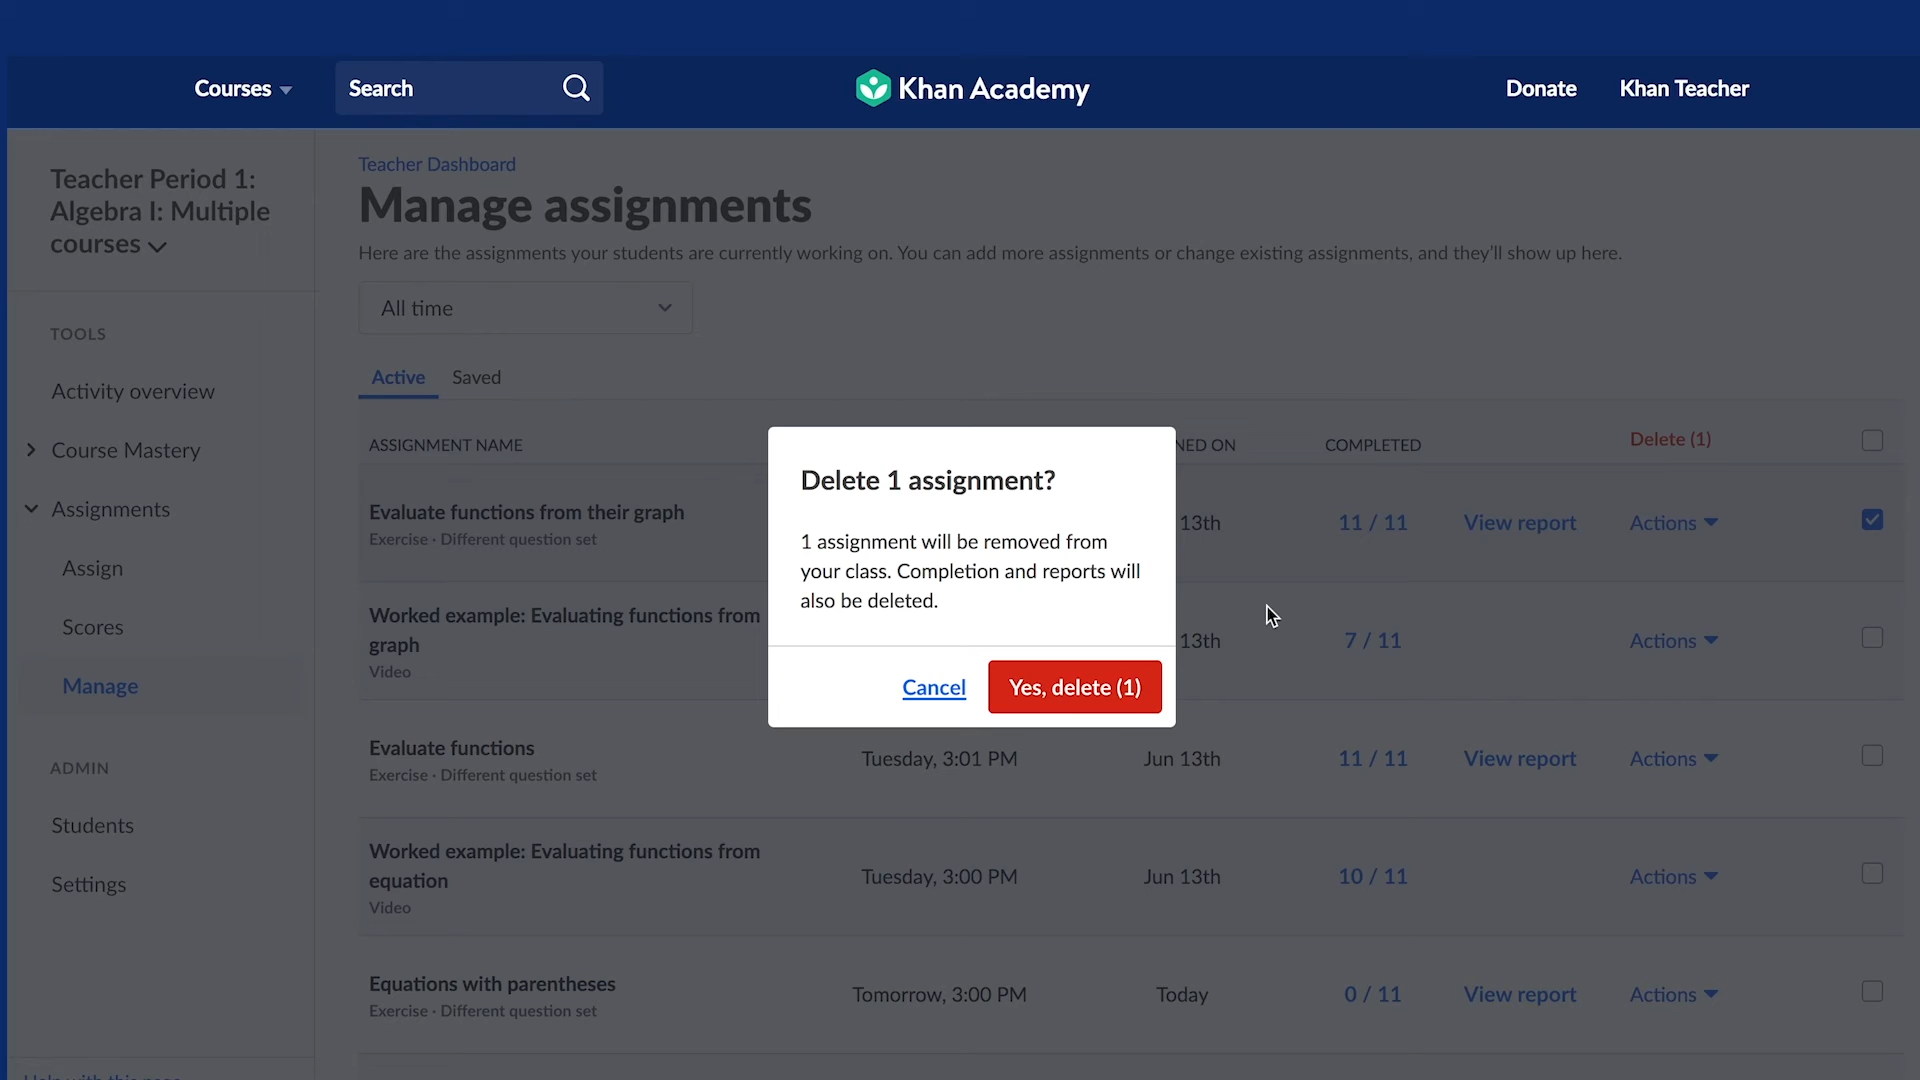 Courses
Search
Khan Academy
Donate
Khan Teacher
Teacher Period 1:
Algebra I: Multiple
courses
TOOLS
Activity overview
Course Mastery
Assignments
Assign
Scores
Manage
ADMIN
Students
Settings
Help with this page
Teacher Dashboard
Manage assignments
Here are the assignments your students are currently working on. You can add more assignments or change existing assignments, and they'll show up here.
All time
Active Saved
ASSIGNMENT NAME
NED ON
COMPLETED
Delete (1)
Evaluate functions from their graph
Exercise · Different question set
13th
11 / 11
View report
Actions
Worked example: Evaluating functions from
graph
Video
13th
7 / 11
Actions
Delete 1 assignment?
1 assignment will be removed from
your class. Completion and reports will
also be deleted.
Cancel
Yes, delete (1)
Evaluate functions
Exercise · Different question set
Tuesday, 3:01 PM
Jun 13th
11 / 11
View report
Actions
Worked example: Evaluating functions from
equation
Video
Tuesday, 3:00 PM
Jun 13th
10 / 11
Actions
Equations with parentheses
Exercise · Different question set
Tomorrow, 3:00 PM
Today
0 / 11
View report
Actions